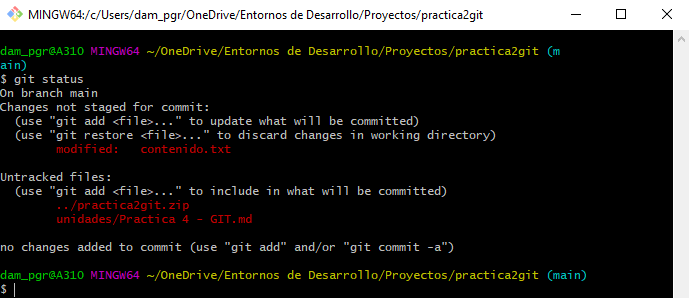 MINGW64:/c/Users/dam_pgr/OneDrive/Entornos de Desarrollo/Proyectos/practica2git
dam_pgr@A310 MINGW64 ~/OneDrive/Entornos de Desarrollo/Proyectos/practica2git (m
ain)
$ git status
On branch main
Changes not staged for commit:
  (use "git add <file>..." to update what will be committed)
  (use "git restore <file>..." to discard changes in working directory)
        modified:   contenido.txt

Untracked files:
  (use "git add <file>..." to include in what will be committed)
        ../practica2git.zip
        unidades/Practica 4 - GIT.md

no changes added to commit (use "git add" and/or "git commit -a")

dam_pgr@A310 MINGW64 ~/OneDrive/Entornos de Desarrollo/Proyectos/practica2git (main)
$